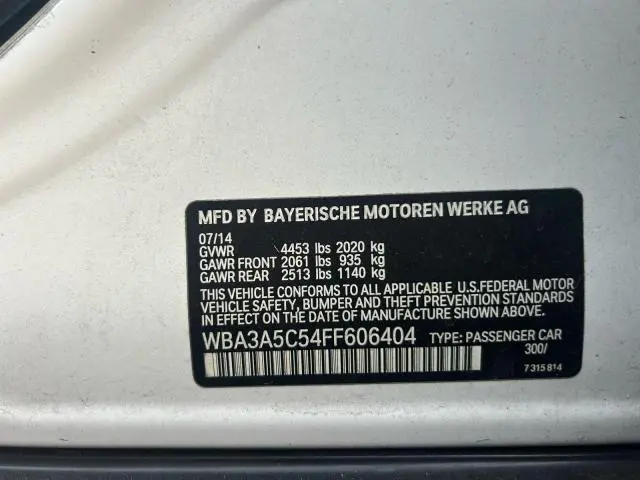 MFD BY BAYERISCHE MOTOREN WERKE AG
07/14
GVWR 4453 lbs 2020 kg
GAWR FRONT 2061 lbs 935 kg
GAWR REAR 2513 lbs 1140 kg
THIS VEHICLE CONFORMS TO ALL APPLICABLE U.S.FEDERAL MOTOR
VEHICLE SAFETY, BUMPER AND THEFT PREVENTION STANDARDS
IN EFFECT ON THE DATE OF MANUFACTURE SHOWN ABOVE.
WBA3A5C54FF606404 TYPE: PASSENGER CAR
300/
7315814